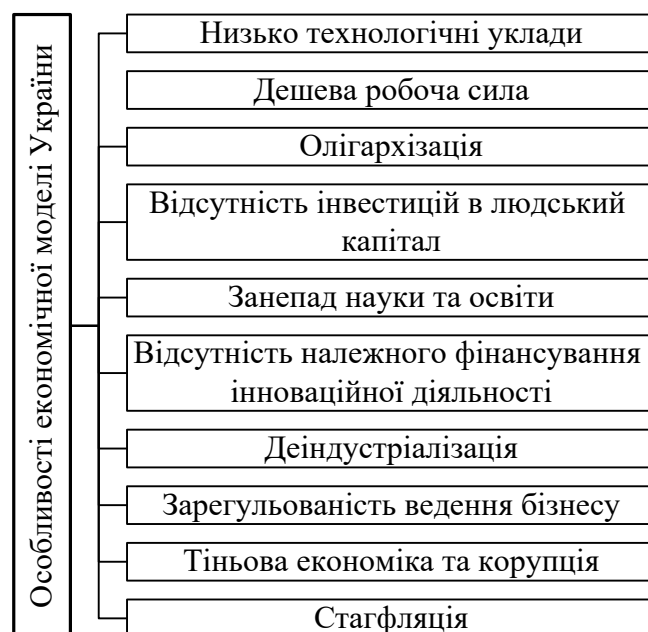 Особливості економічної моделі України
Низько технологічні уклади
Дешева робоча сила
Олігархізація
Відсутність інвестицій в людський
капітал
Занепад науки та освіти
Відсутність належного фінансування
інноваційної діяльності
Деіндустріалізація
Зарегульованість ведення бізнесу
Тіньова економіка та корупція
Стагфляція